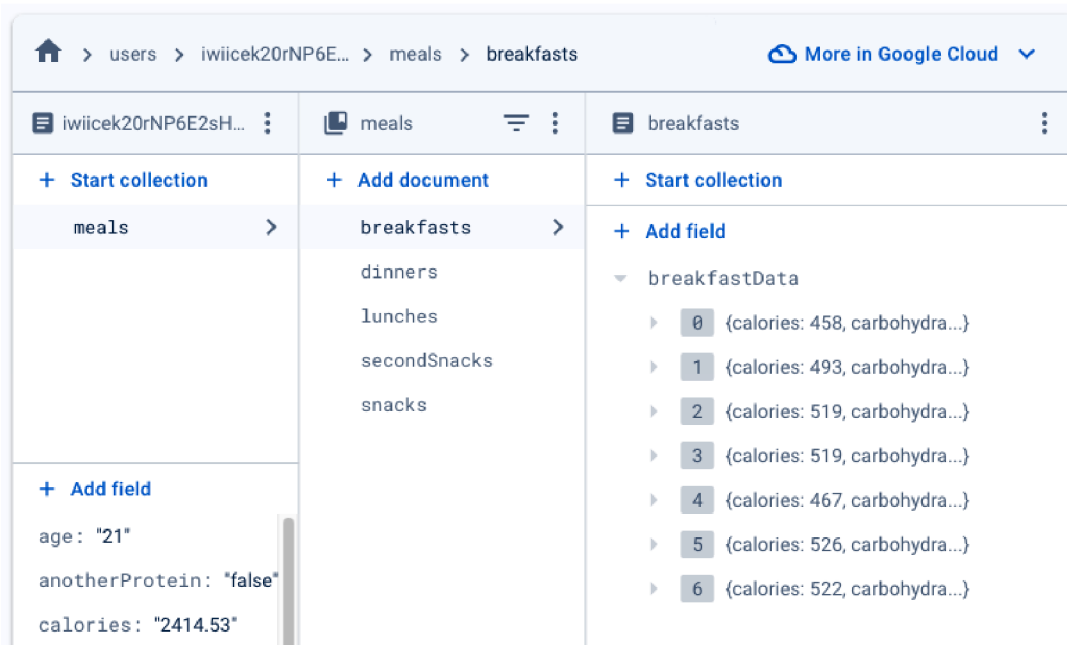 users > iwiicek20rNP6E... > meals > breakfasts
More in Google Cloud
iwiicek20rNP6E2sH...
+ Start collection
meals
+ Add field
age: "21"
anotherProtein: "false"
calories: "2414.53"
meals
+ Add document
breakfasts
dinners
lunches
secondSnacks
snacks
breakfasts
+ Start collection
+ Add field
breakfastData
0 {calories: 458, carbohydra...}
1 {calories: 493, carbohydra...}
2 {calories: 519, carbohydra...}
3 {calories: 519, carbohydra...}
4 {calories: 467, carbohydra...}
5 {calories: 526, carbohydra...}
6 {calories: 522, carbohydra...}